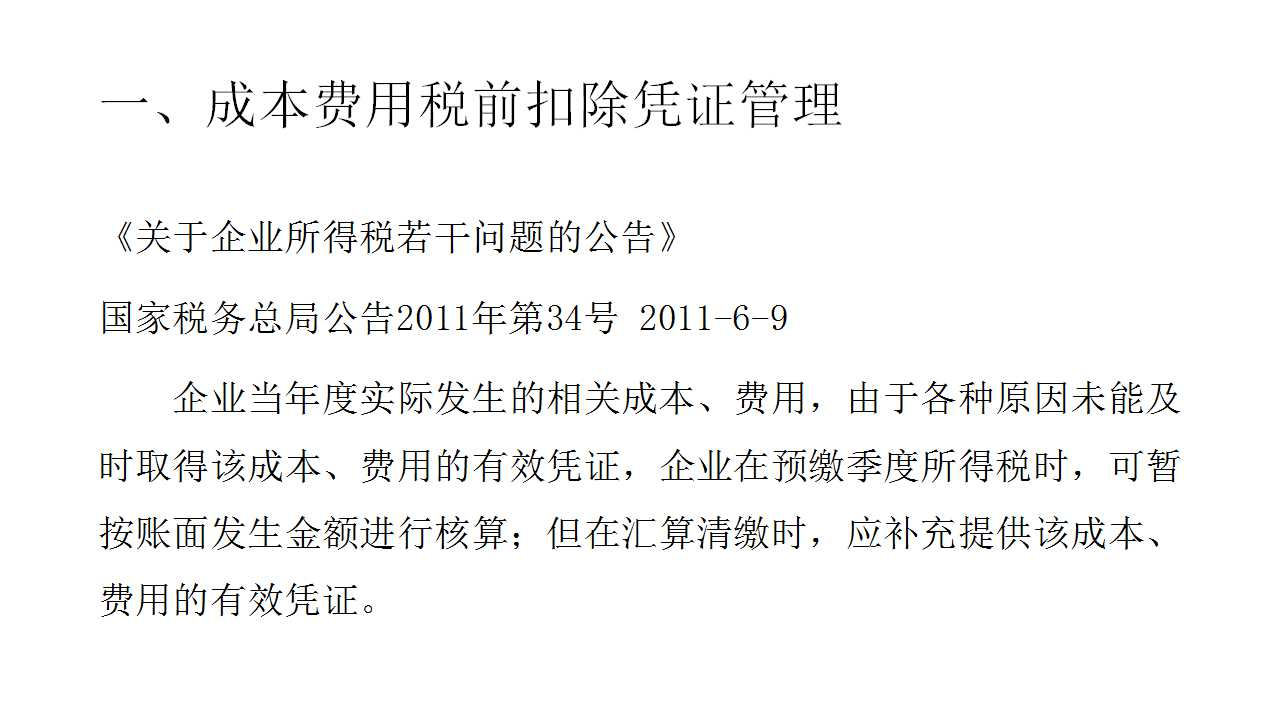 一、成本费用税前扣除凭证管理
《关于企业所得税若干问题的公告》
国家税务总局公告2011年第34号 2011-6-9
企业当年度实际发生的相关成本、费用，由于各种原因未能及
时取得该成本、费用的有效凭证，企业在预缴季度所得税时，可暂
按账面发生金额进行核算；但在汇算清缴时，应补充提供该成本、
费用的有效凭证。